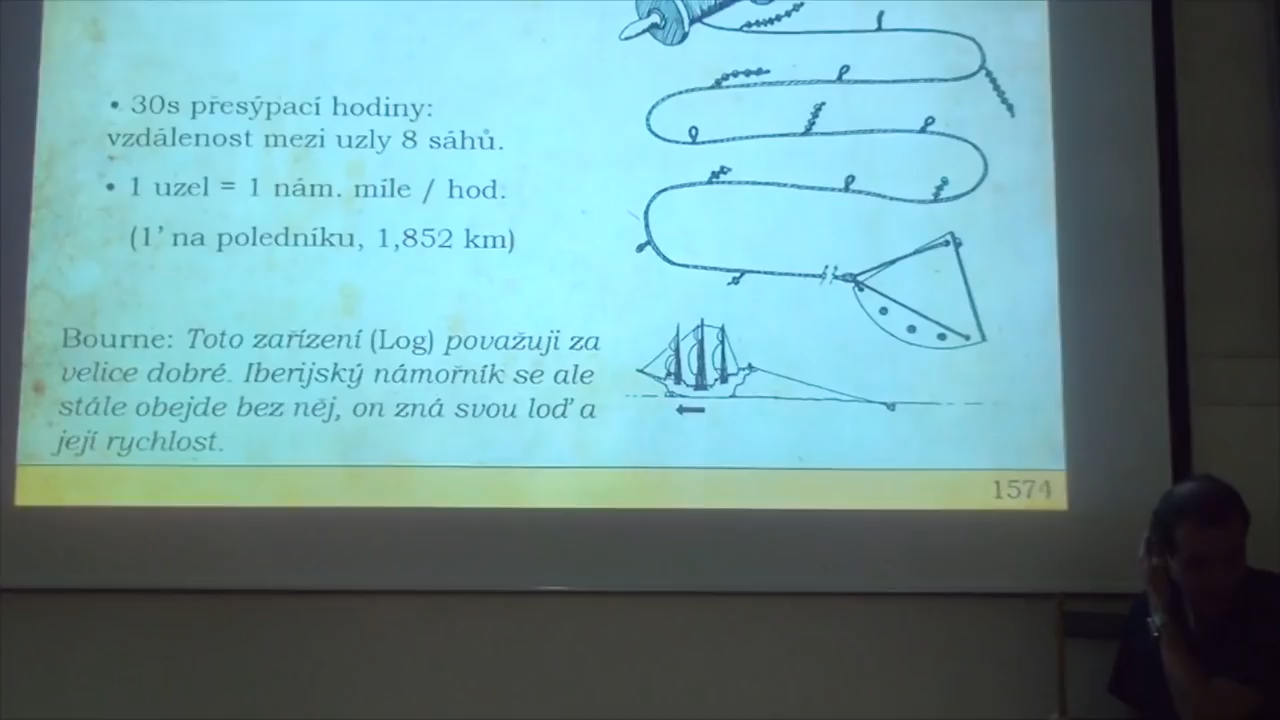 • 30s přesýpací hodiny:
vzdálenost mezi uzly 8 sáhů.
• 1 uzel = 1 nám. míle / hod.
(1’ na poledníku, 1,852 km)
Bourne: Toto zařízení (Log) považuji za
velice dobré. Iberijský námořník se ale
stále obejde bez něj, on zná svou loď a
její rychlost.
1574